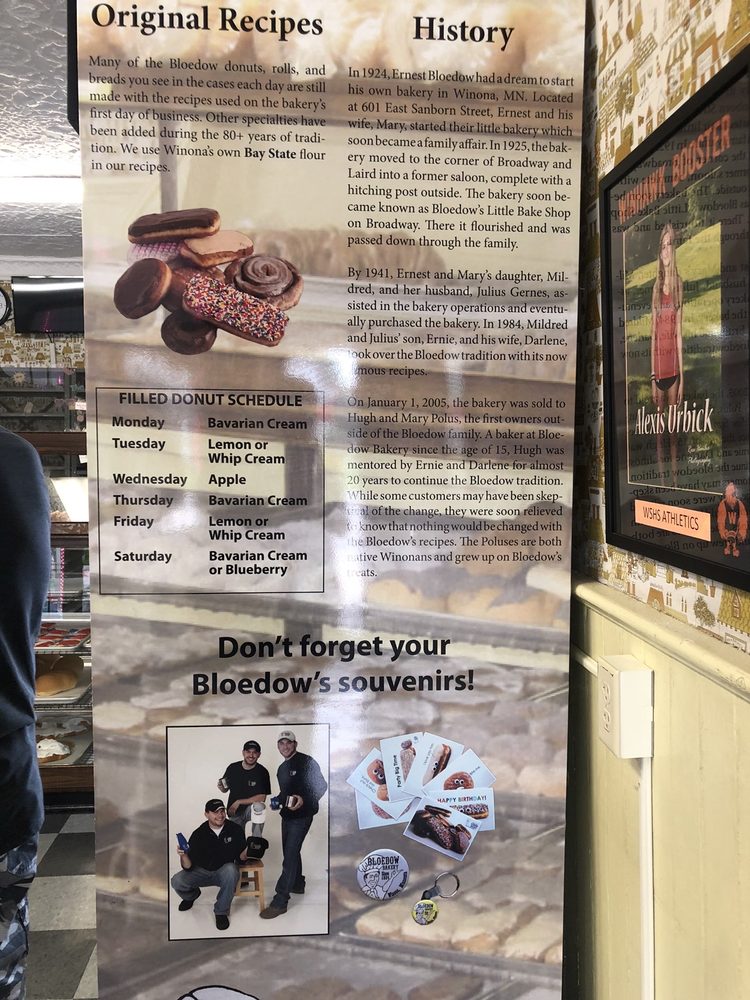 Original Recipes
Many of the Bloedow donuts, rolls, and
breads you see in the cases each day are still
made with the recipes used on the bakery's
first day of business. Other specialties have
been added during the 80+ years of tradi-
tion. We use Winona's own Bay State flour
in our recipes.
FILLED DONUT SCHEDULE
Monday Bavarian Cream
Tuesday Lemon or
Whip Cream
Wednesday Apple
Thursday Bavarian Cream
Friday Lemon or
Whip Cream
Saturday Bavarian Cream
or Blueberry
History
In 1924, Ernest Bloedow had a dream to start
his own bakery in Winona, MN. Located
at 601 East Sanborn Street, Ernest and his
wife, Mary, started their little bakery which
soon became a family affair. In 1925, the bak-
ery moved to the corner of Broadway and
Laird into a former saloon, complete with a
hitching post outside. The bakery soon be-
came known as Bloedow's Little Bake Shop
on Broadway. There it flourished and was
passed down through the family.
By 1941, Ernest and Mary's daughter, Mil-
dred, and her husband, Julius Gernes, as-
sisted in the bakery operations and eventu-
ally purchased the bakery. In 1984, Mildred
and Julius' son, Ernie, and his wife, Darlene,
took over the Bloedow tradition with its now
famous recipes.
On January 1, 2005, the bakery was sold to
Hugh and Mary Polus, the first owners out-
side of the Bloedow family. A baker at Bloe-
dow Bakery since the age of 15, Hugh was
mentored by Ernie and Darlene for almost
20 years to continue the Bloedow tradition.
While some customers may have been skep-
tical of the change, they were soon relieved
to know that nothing would be changed with
the Bloedow's recipes. The Poluses are both
native Winonans and grew up on Bloedow's
treats.
Don't forget your
Bloedow's souvenirs!
HAPPY BIRTHDAY!
BLOEDOW
BAKERY
BOOSTER
Alexis Urbick
WSHS ATHLETICS